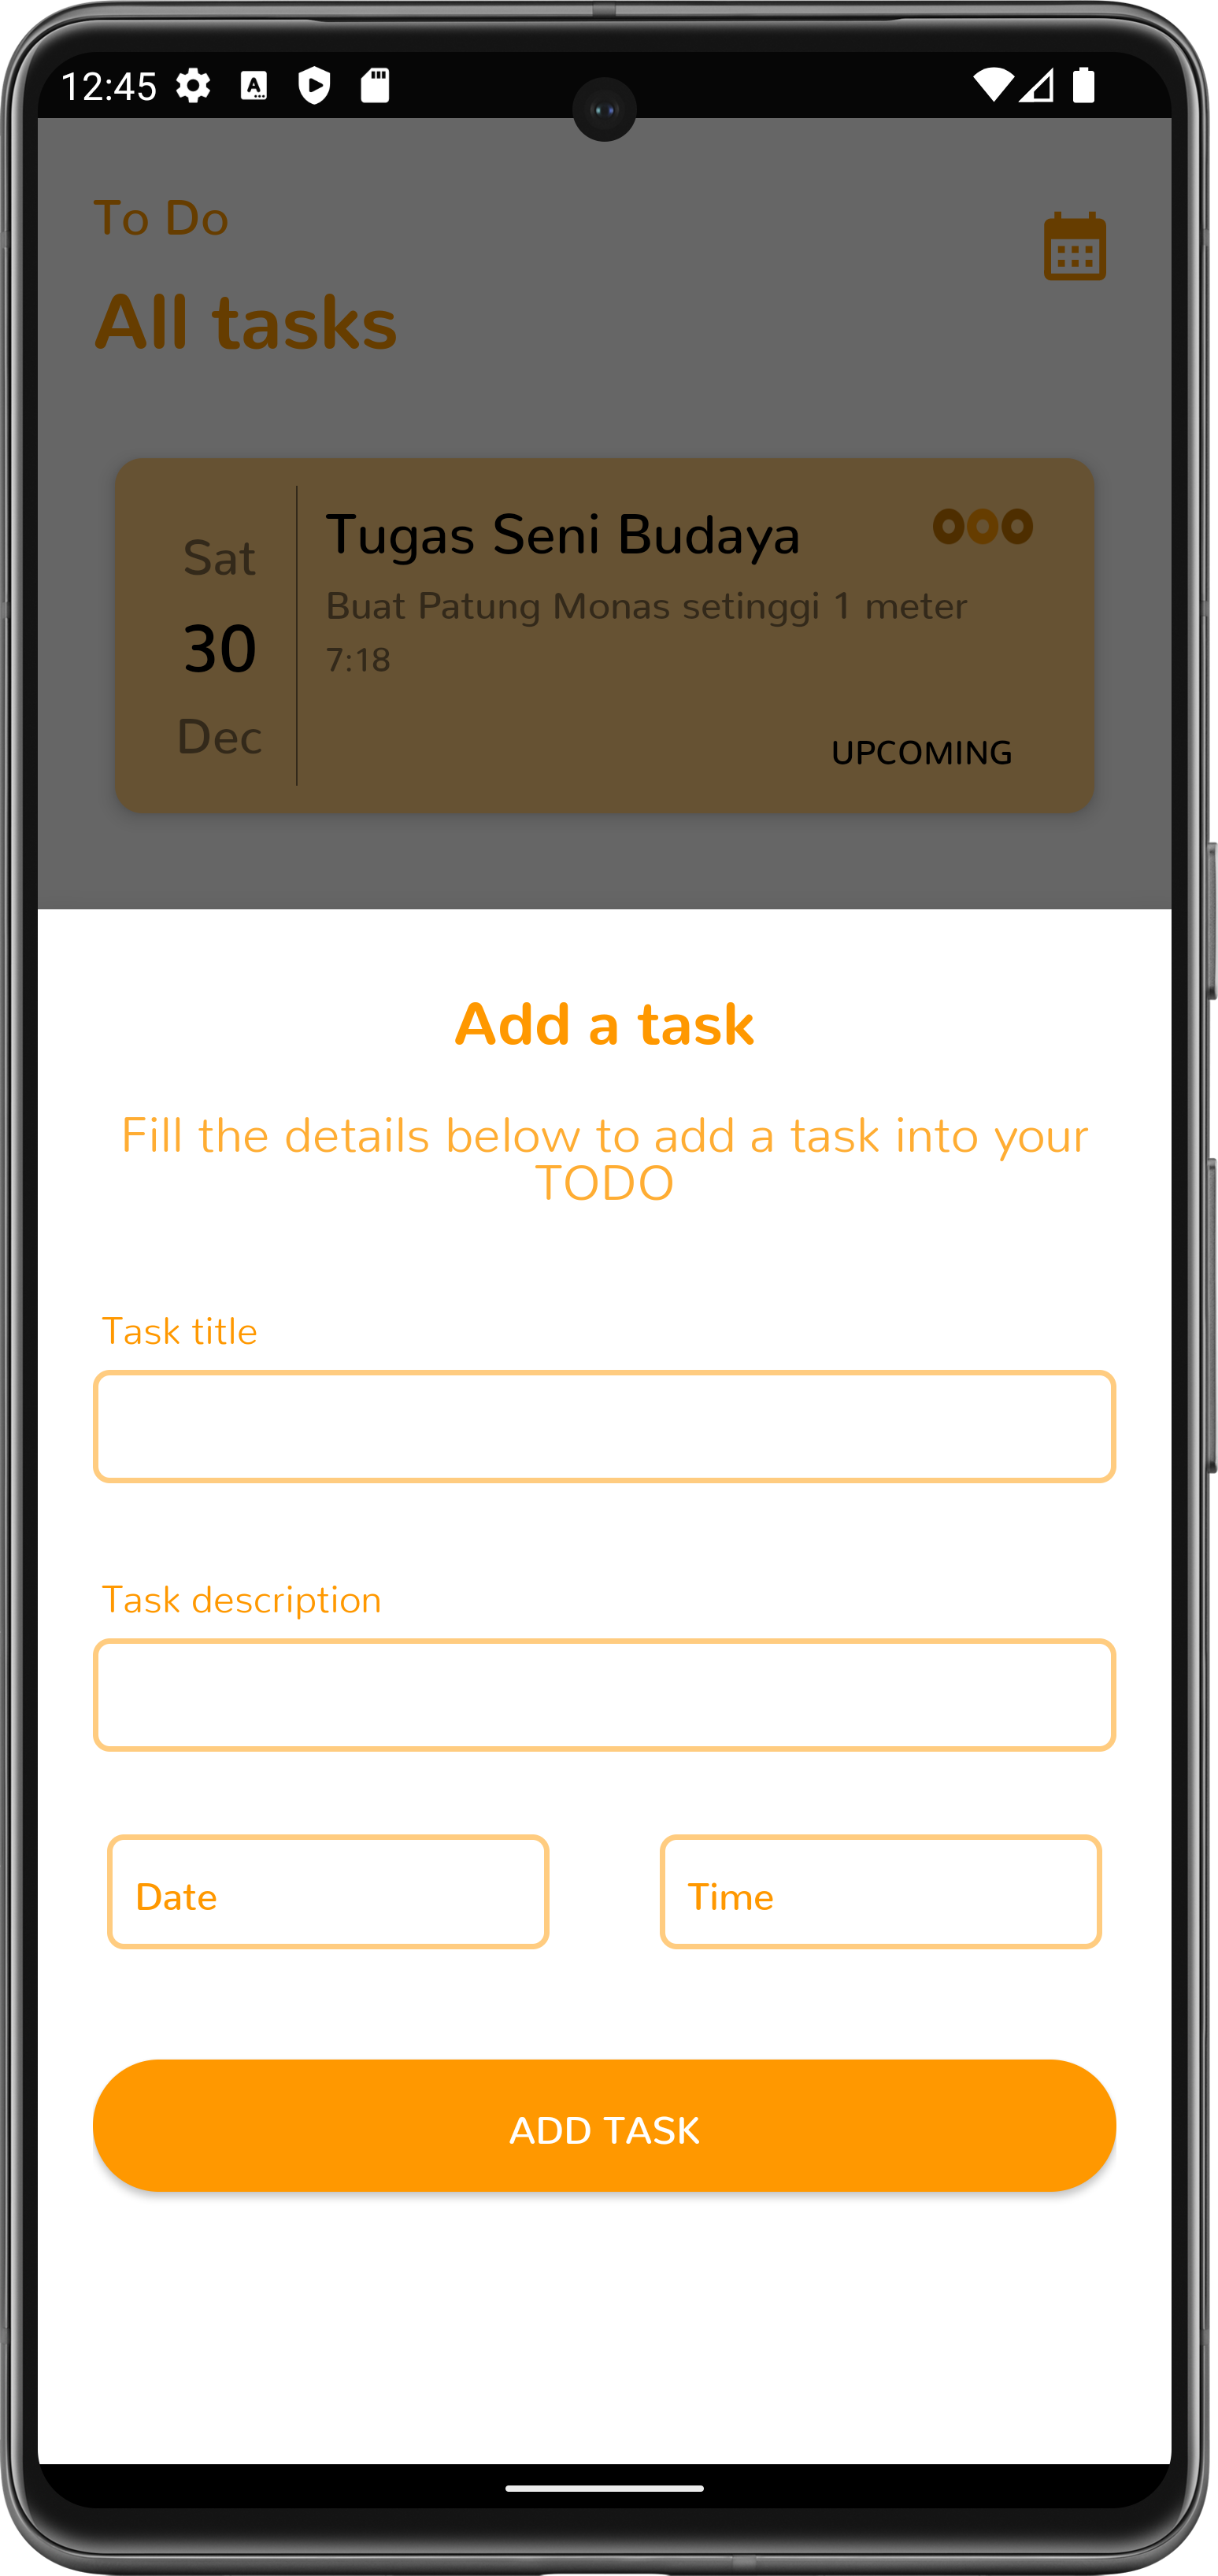 12:45
To Do
All tasks
Sat
30
Dec
Tugas Seni Budaya
Buat Patung Monas setinggi 1 meter
7:18
UPCOMING
Add a task
Fill the details below to add a task into your
TODO
Task title
Task description
Date
Time
ADD TASK